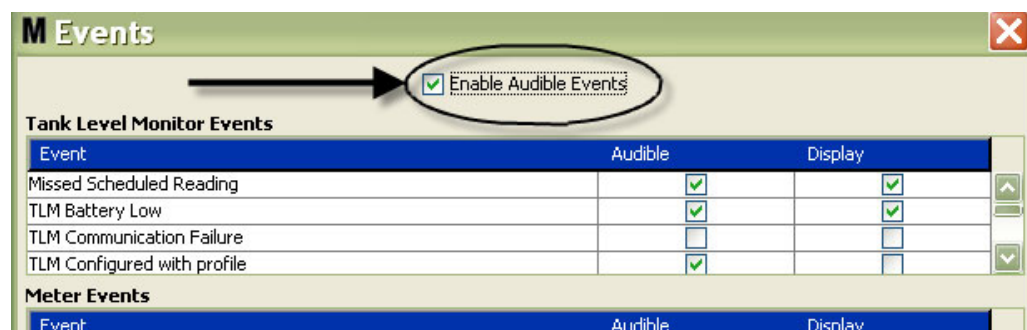 M Events
Enable Audible Events
Tank Level Monitor Events
Event Audible Display
Missed Scheduled Reading
TLM Battery Low
TLM Communication Failure
TLM Configured with profile
Meter Events
Event Audible Display